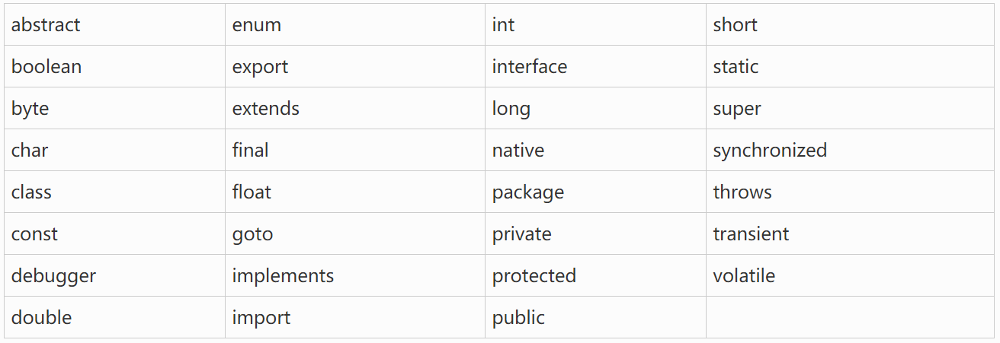 abstract enum int short
boolean export interface static
byte extends long super
char final native synchronized
class float package throws
const goto private transient
debugger implements protected volatile
double import public